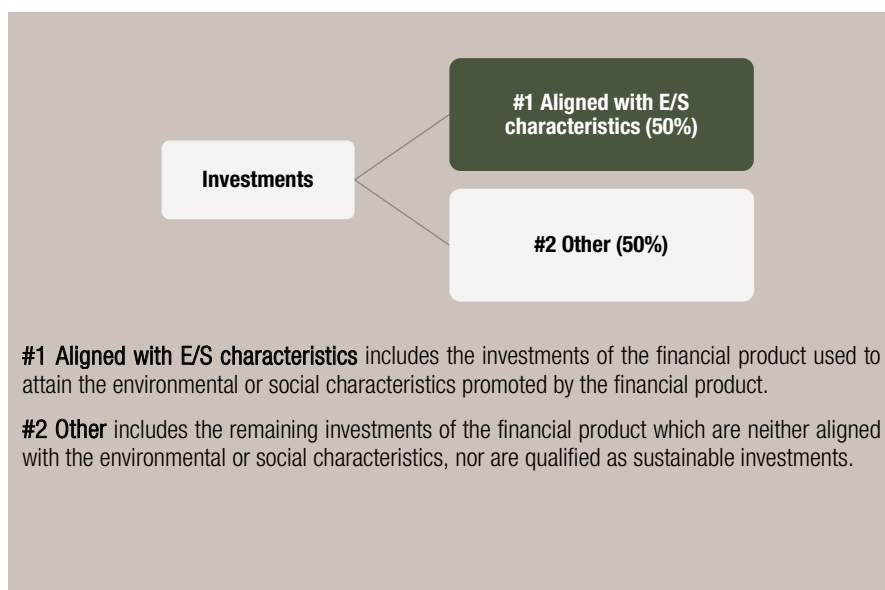 #1 Aligned with E/S
characteristics (50%)
Investments
#2 Other (50%)
#1 Aligned with E/S characteristics includes the investments of the financial product used to
attain the environmental or social characteristics promoted by the financial product.
#2 Other includes the remaining investments of the financial product which are neither aligned
with the environmental or social characteristics, nor are qualified as sustainable investments.